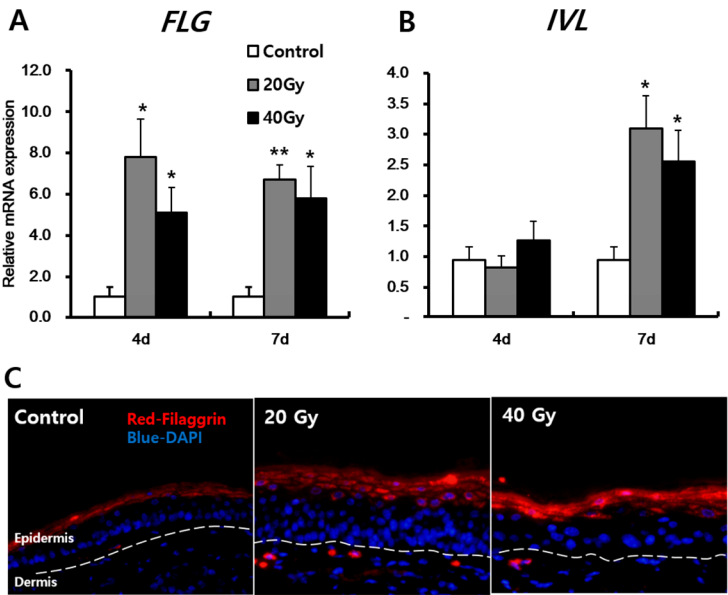 A
FLG
Control
20Gy
40Gy
Relative mRNA expression
12.0
10.0
8.0
6.0
4.0
2.0
0.0
*
*
**
*
4d
7d
B
IVL
4.0
3.5
3.0
2.5
2.0
1.5
1.0
0.5
-
*
*
4d
7d
C
Control
Red-Filaggrin
Blue-DAPI
Epidermis
Dermis
20 Gy
40 Gy